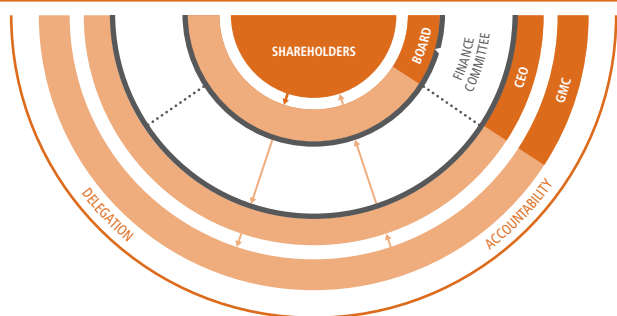 SHAREHOLDERS
BOARD
FINANCE
COMMITTEE
CEO
GMC
DELEGATION
ACCOUNTABILITY